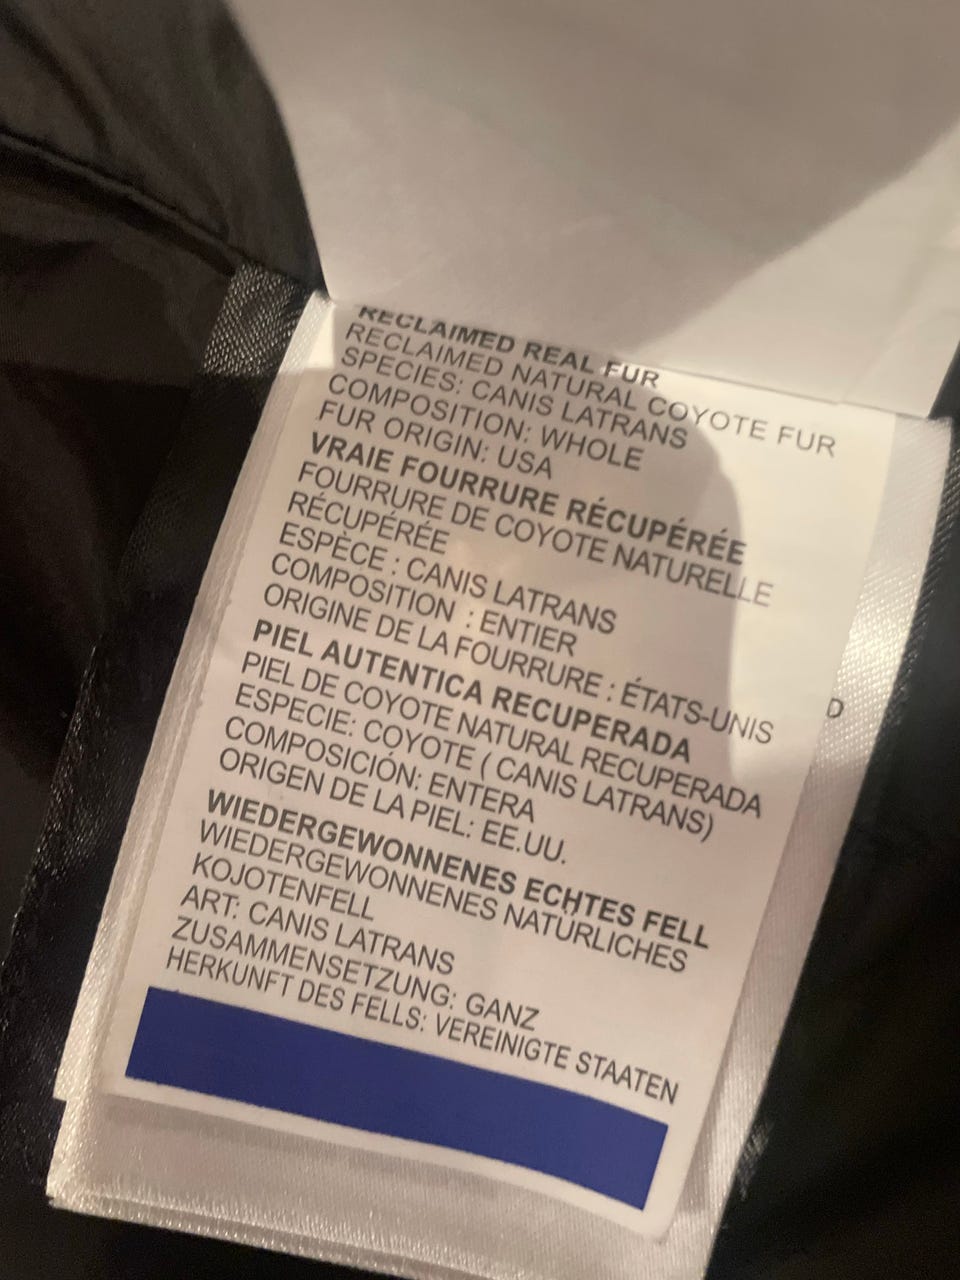 RECLAIMED REAL FUR
RECLAIMED NATURAL COYOTE FUR
SPECIES: CANIS LATRANS
COMPOSITION: WHOLE
FUR ORIGIN: USA
VRAIE FOURRURE RÉCUPÉRÉE
FOURRURE DE COYOTE NATURELLE
RÉCUPÉRÉE
ESPÈCE : CANIS LATRANS
COMPOSITION : ENTIER
ORIGINE DE LA FOURRURE : ÉTATS-UNIS
PIEL AUTENTICA RECUPERADA
PIEL DE COYOTE NATURAL RECUPERADA
ESPECIE: COYOTE ( CANIS LATRANS)
COMPOSICIÓN: ENTERA
ORIGEN DE LA PIEL: EE.UU.
WIEDERGEWONNENES ECHTES FELL
WIEDERGEWONNENES NATÜRLICHES
KOJOTENFELL
ART: CANIS LATRANS
ZUSAMMENSETZUNG: GANZ
HERKUNFT DES FELLS: VEREINIGTE STAATEN
D